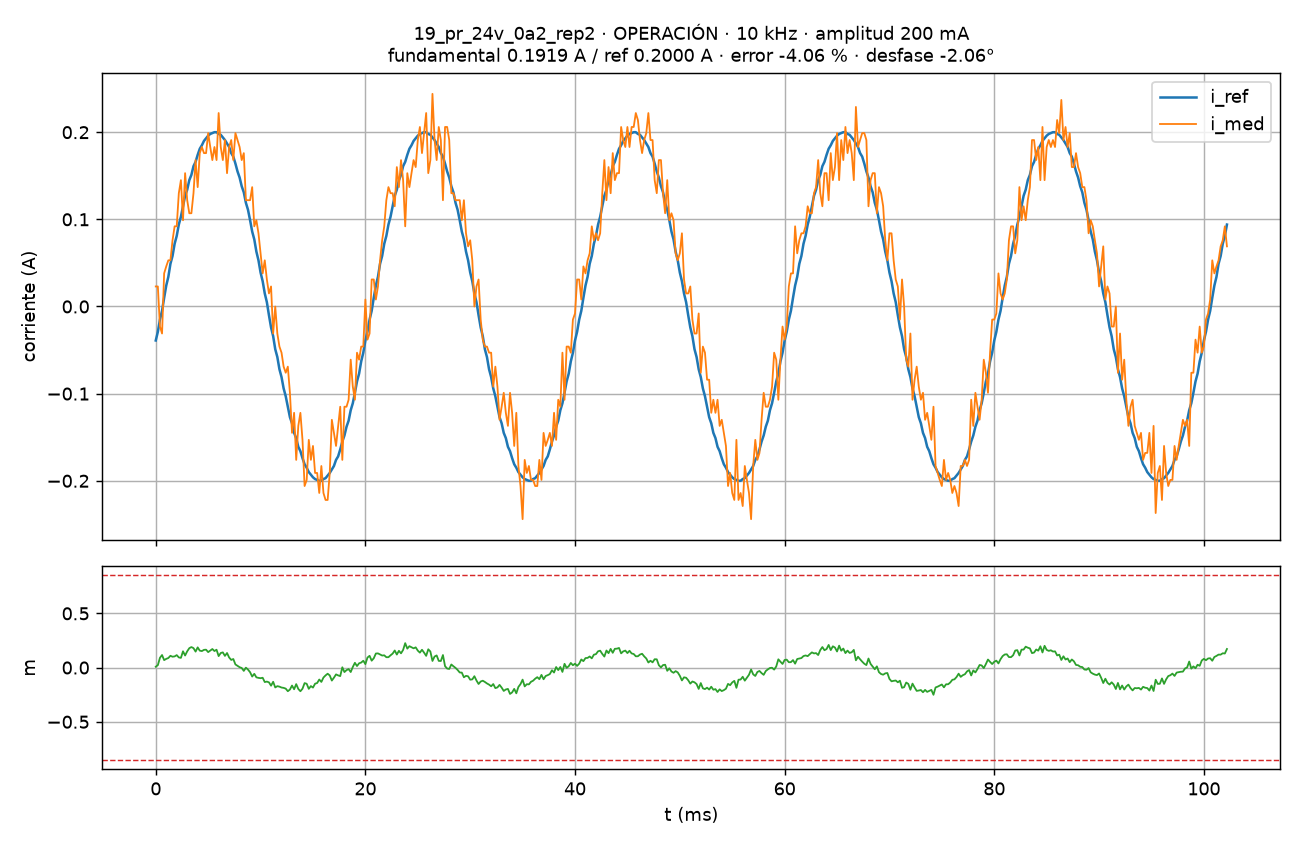 19_pr_24v_0a2_rep2 · OPERACIÓN · 10 kHz · amplitud 200 mA
fundamental 0.1919 A / ref 0.2000 A · error -4.06 % · desfase -2.06°
i_ref
i_med
corriente (A)
0.2
0.1
0.0
−0.1
−0.2
m
0.5
0.0
−0.5
0
20
40
60
80
100
t (ms)